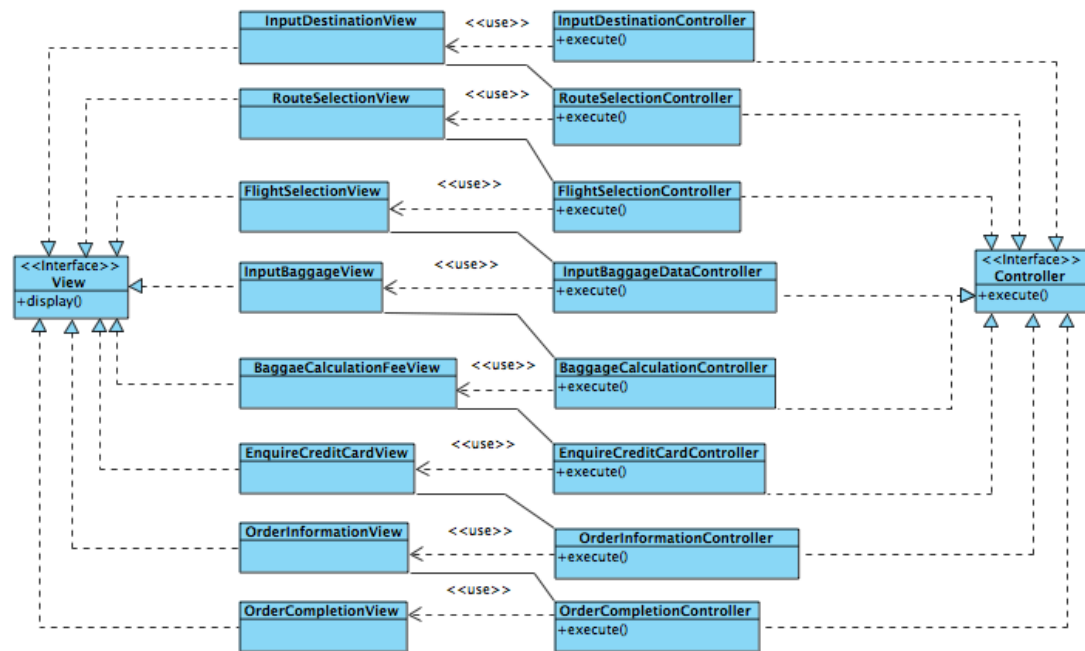 InputDestinationView
<<use>>
InputDestinationController
+execute()
RouteSelectionView
<<use>>
RouteSelectionController
+execute()
FlightSelectionView
<<use>>
FlightSelectionController
+execute()
<<Interface>>
View
+display()
InputBaggageView
<<use>>
InputBaggageDataController
+execute()
<<Interface>>
Controller
+execute()
BaggaeCalculationFeeView
<<use>>
BaggageCalculationController
+execute()
EnquireCreditCardView
<<use>>
EnquireCreditCardController
+execute()
OrderInformationView
<<use>>
OrderInformationController
+execute()
OrderCompletionView
<<use>>
OrderCompletionController
+execute()